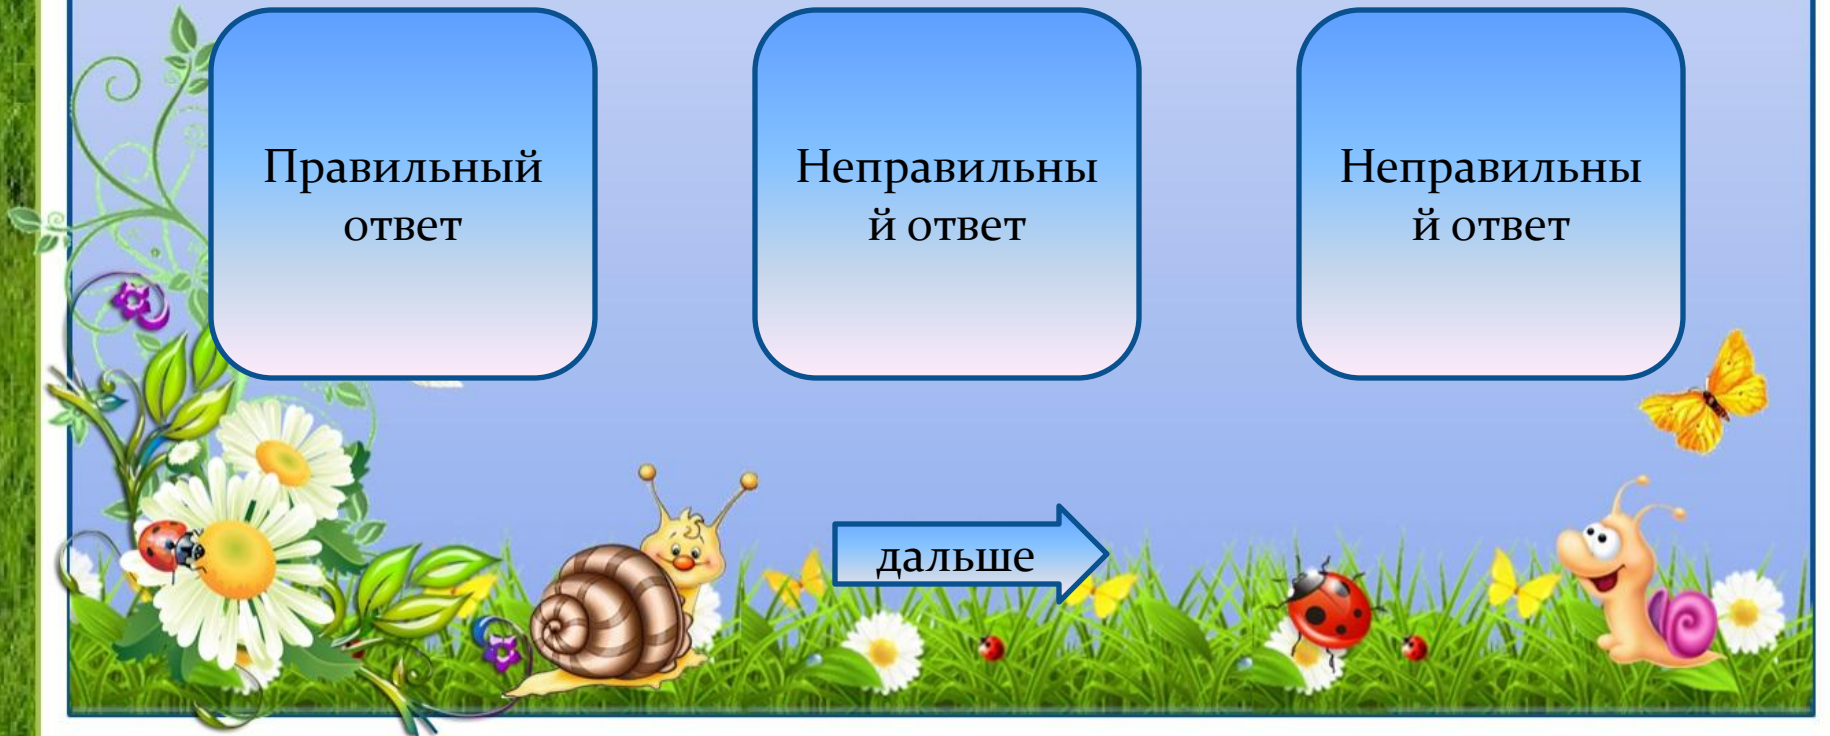 Правильный
ответ
Неправильны
й ответ
Неправильны
й ответ
дальше